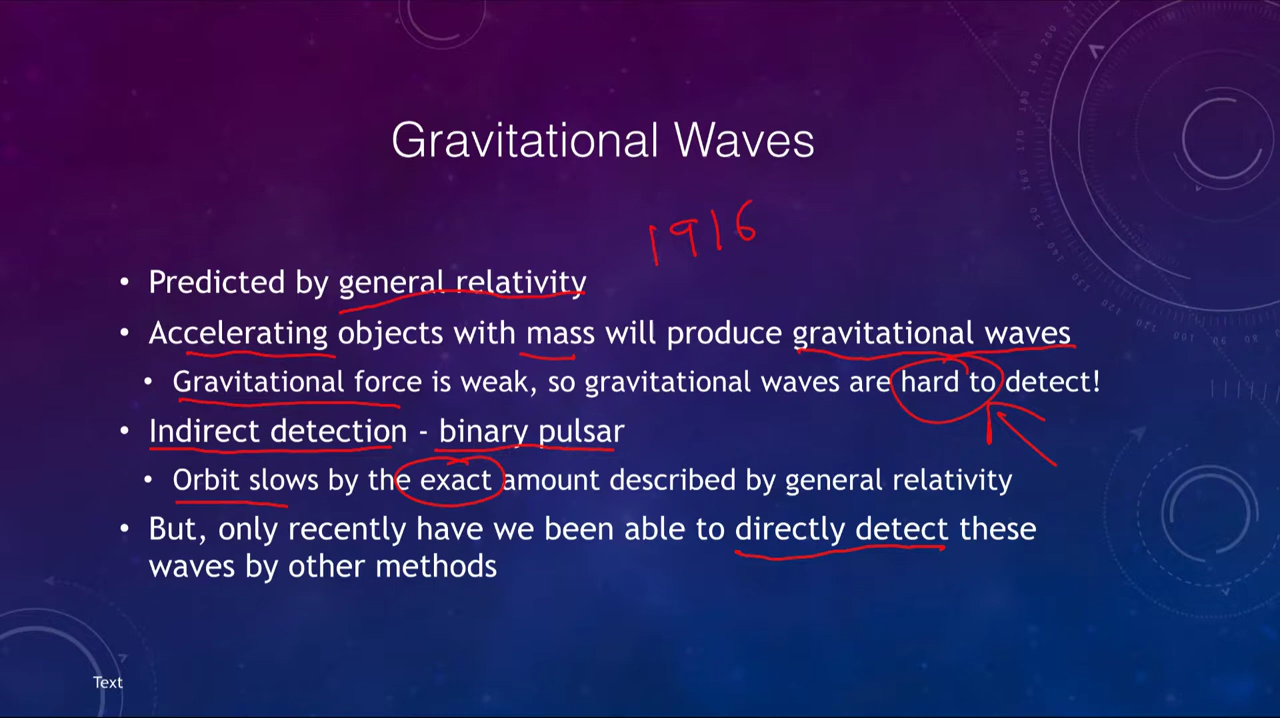 Gravitational Waves
1916
• Predicted by general relativity
• Accelerating objects with mass will produce gravitational waves
• Gravitational force is weak, so gravitational waves are hard to detect!
• Indirect detection - binary pulsar
• Orbit slows by the exact amount described by general relativity
• But, only recently have we been able to directly detect these
waves by other methods
Text